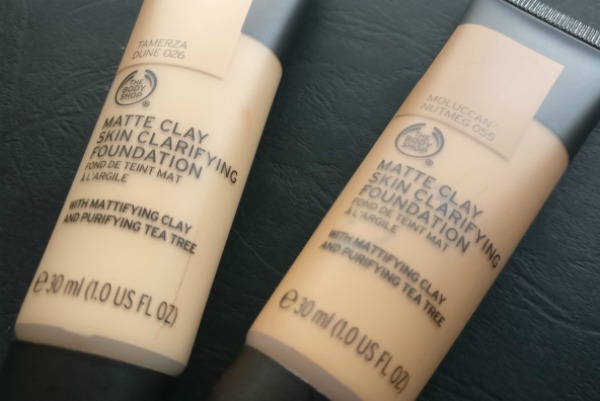 TAMERZA
DUNE 026
THE
BODY
SHOP®
MATTE CLAY
SKIN CLARIFYING
FOUNDATION
FOND DE TEINT MAT
À L'ARGILE
WITH MATTIFYING CLAY
AND PURIFYING TEA TREE
e 30 ml (1.0 US FL OZ)
MOLUCCAN
NUTMEG 055
THE
BODY
SHOP®
MATTE CLAY
SKIN CLARIFYING
FOUNDATION
FOND DE TEINT MAT
À L'ARGILE
WITH MATTIFYING CLAY
AND PURIFYING TEA TREE
e 30 ml (1.0 US FL OZ)